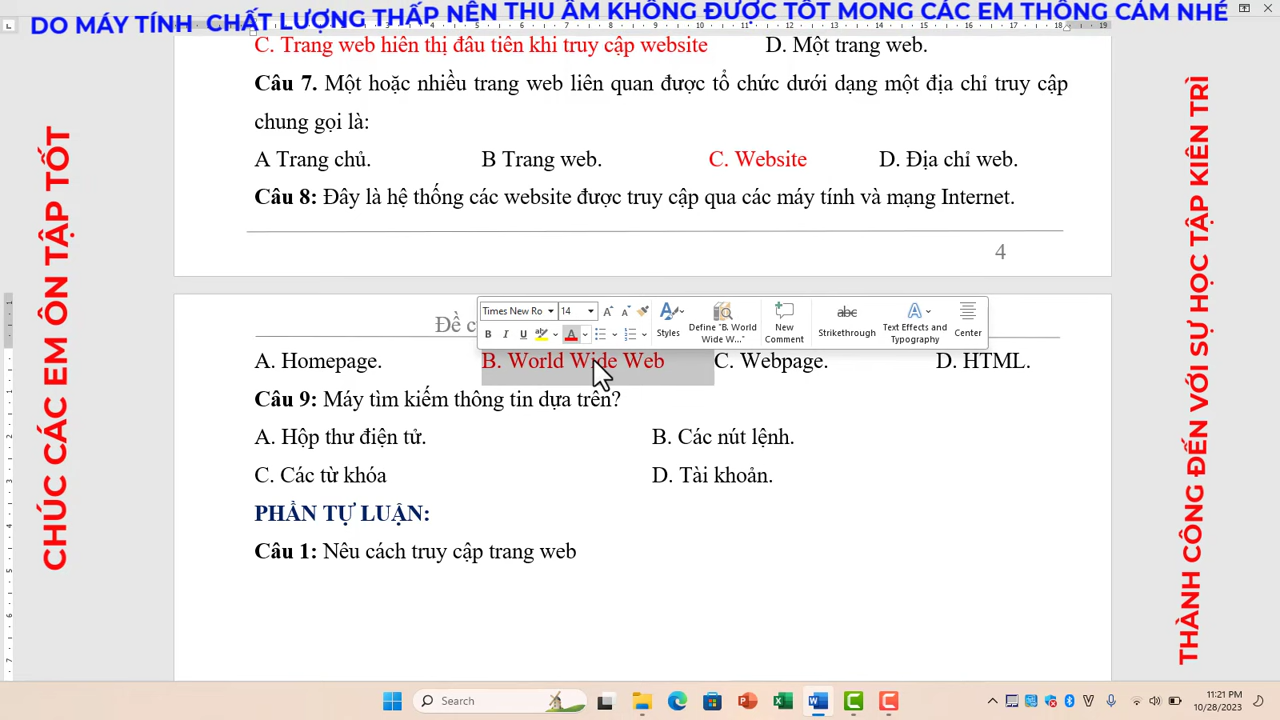 DO MÁY TÍNH CHẤT LƯỢNG THẤP NÊN THU ÂM KHÔNG ĐƯỢC TỐT MONG CÁC EM THÔNG CẢM NHÉ
C. Trang web hiên thị đâu tiên khi truy cập website D. Một trang web.
Câu 7. Một hoặc nhiều trang web liên quan được tổ chức dưới dạng một địa chỉ truy cập
chung gọi là:
A Trang chủ. B Trang web. C. Website D. Địa chỉ web.
Câu 8: Đây là hệ thống các website được truy cập qua các máy tính và mạng Internet.
4
Đề c
Times New Ro 14
Styles
Define "B. World Wide W..."
New Comment
abc Strikethrough
Text Effects and Typography
Center
A. Homepage. B. World Wide Web C. Webpage. D. HTML.
Câu 9: Máy tìm kiếm thông tin dựa trên?
A. Hộp thư điện tử. B. Các nút lệnh.
C. Các từ khóa D. Tài khoản.
PHẦN TỰ LUẬN:
Câu 1: Nêu cách truy cập trang web
CHÚC CÁC EM ÔN TẬP TỐT
THÀNH CÔNG ĐẾN VỚI SỰ HỌC TẬP KIÊN TRÌ
Search
11:21 PM
10/28/2023